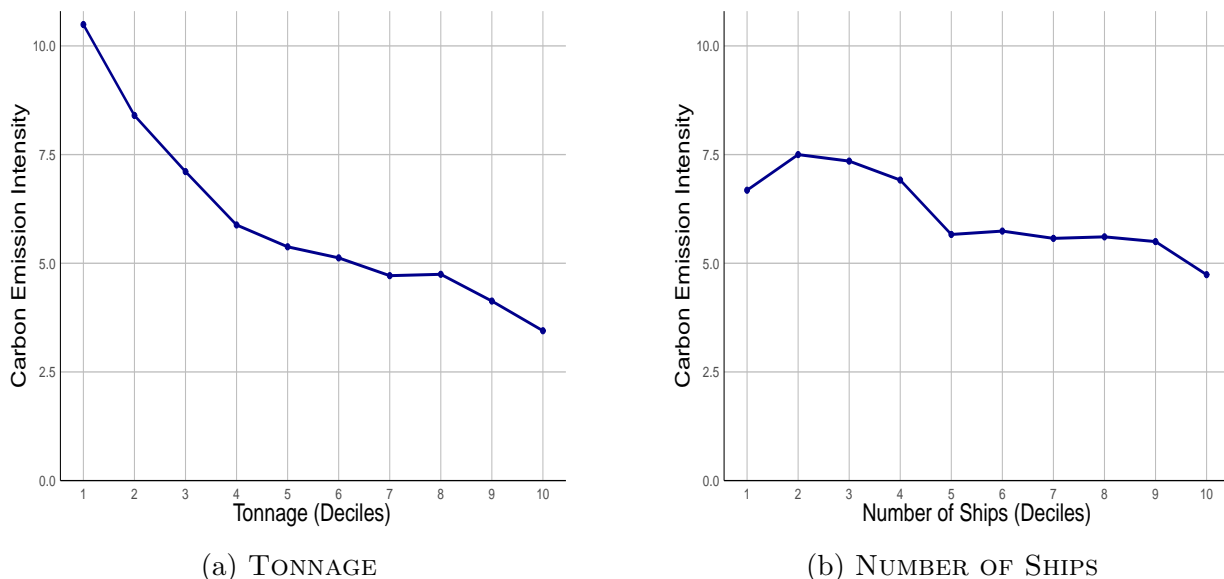 Carbon Emission Intensity
10.0
7.5
5.0
2.5
0.0
1 2 3 4 5 6 7 8 9 10
Tonnage (Deciles)
(a) TONNAGE
Carbon Emission Intensity
10.0
7.5
5.0
2.5
0.0
1 2 3 4 5 6 7 8 9 10
Number of Ships (Deciles)
(b) NUMBER OF SHIPS